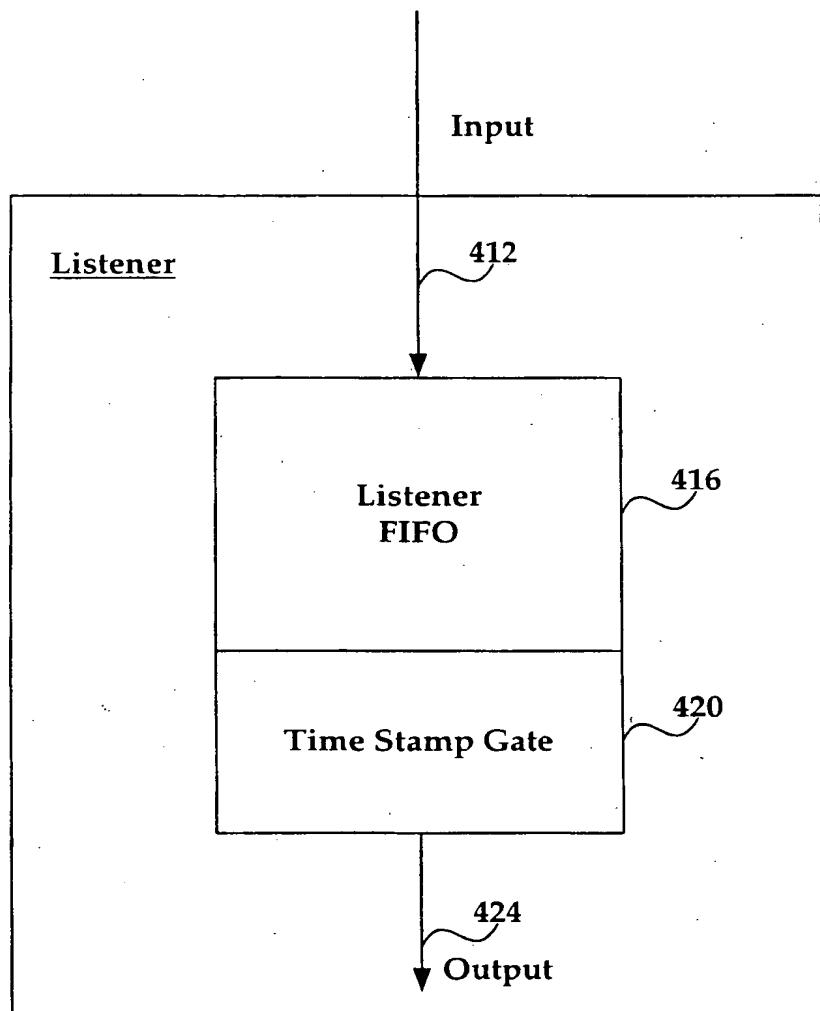 Input
Listener
412
Listener
FIFO
416
Time Stamp Gate
420
424
Output